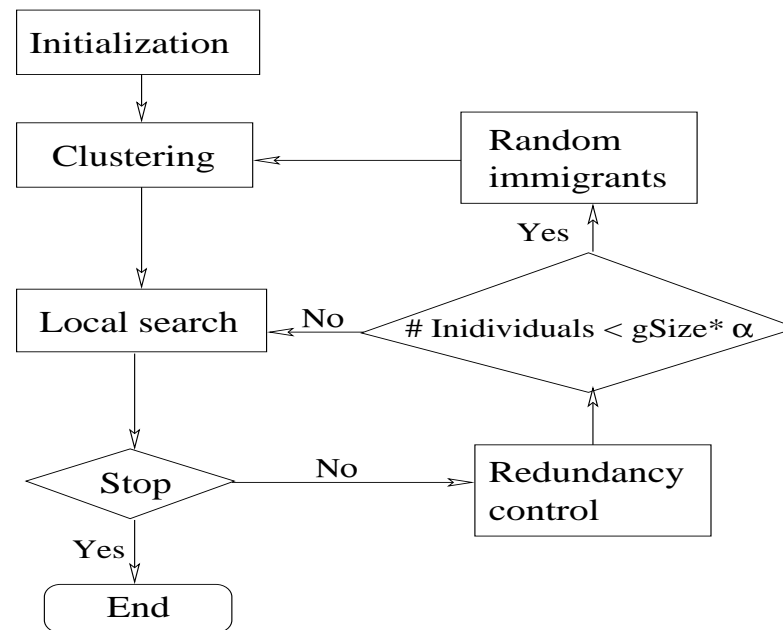 Initialization
Clustering
Random
immigrants
Yes
Local search
No
# Inidividuals < gSize* α
Stop
No
Redundancy
control
Yes
End